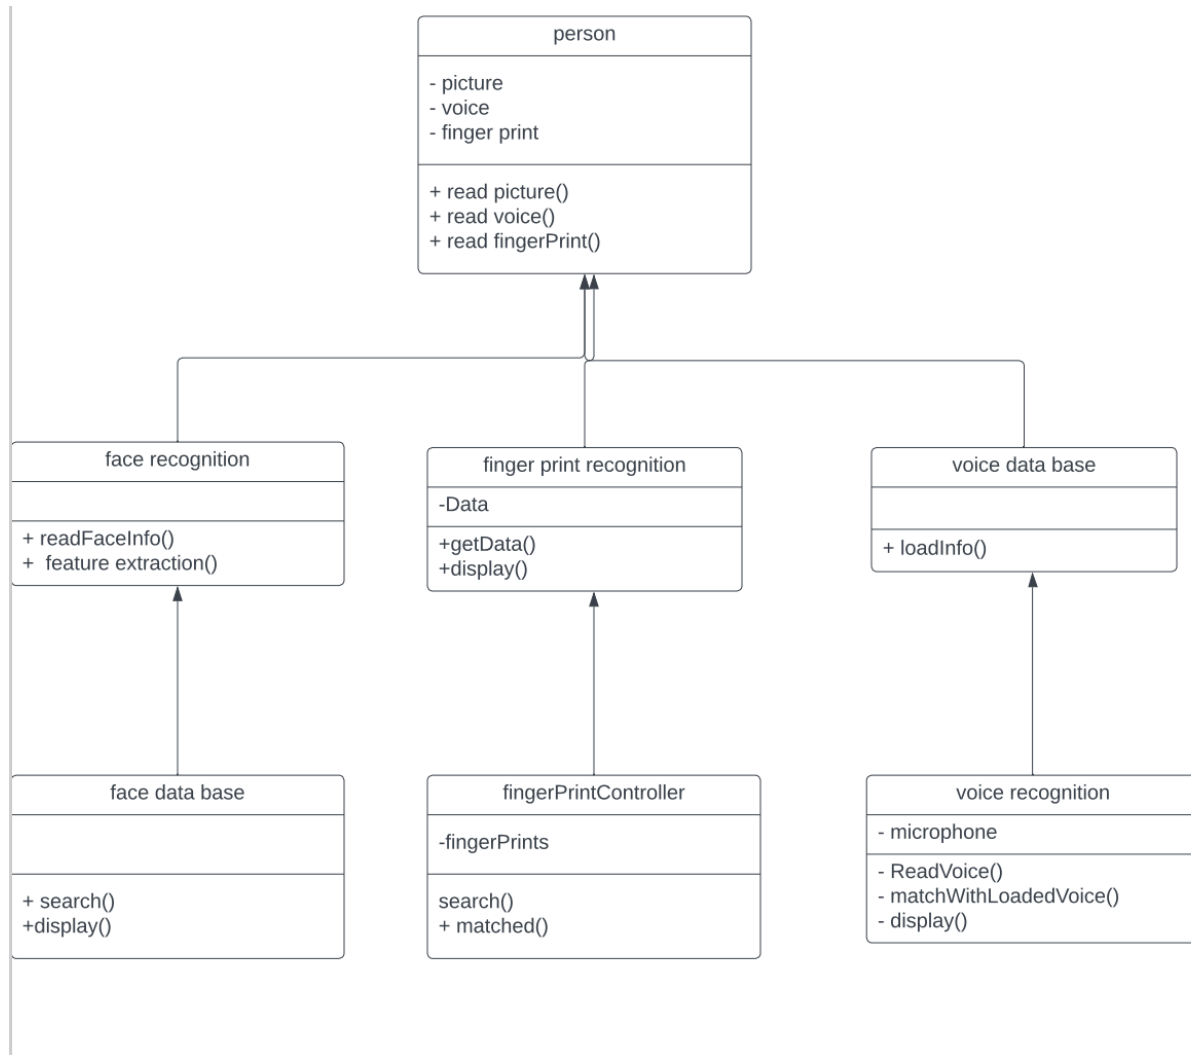 person
- picture
- voice
- finger print
+ read picture()
+ read voice()
+ read fingerPrint()
face recognition
+ readFaceInfo()
+  feature extraction()
finger print recognition
-Data
+getData()
+display()
voice data base
+ loadInfo()
face data base
+ search()
+display()
fingerPrintController
-fingerPrints
search()
+ matched()
voice recognition
- microphone
- ReadVoice()
- matchWithLoadedVoice()
- display()